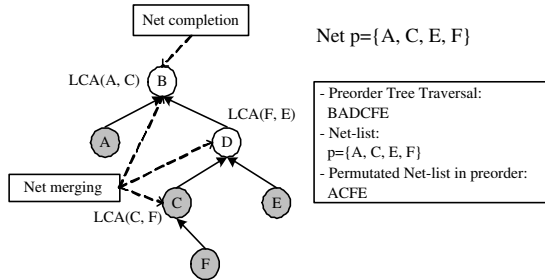 Net completion
Net p={A, C, E, F}
LCA(A, C)
B
LCA(F, E)
A
D
Net merging
LCA(C, F)
C
E
F
- Preorder Tree Traversal:
BADCFE
- Net-list:
p={A, C, E, F}
- Permutated Net-list in preorder:
ACFE